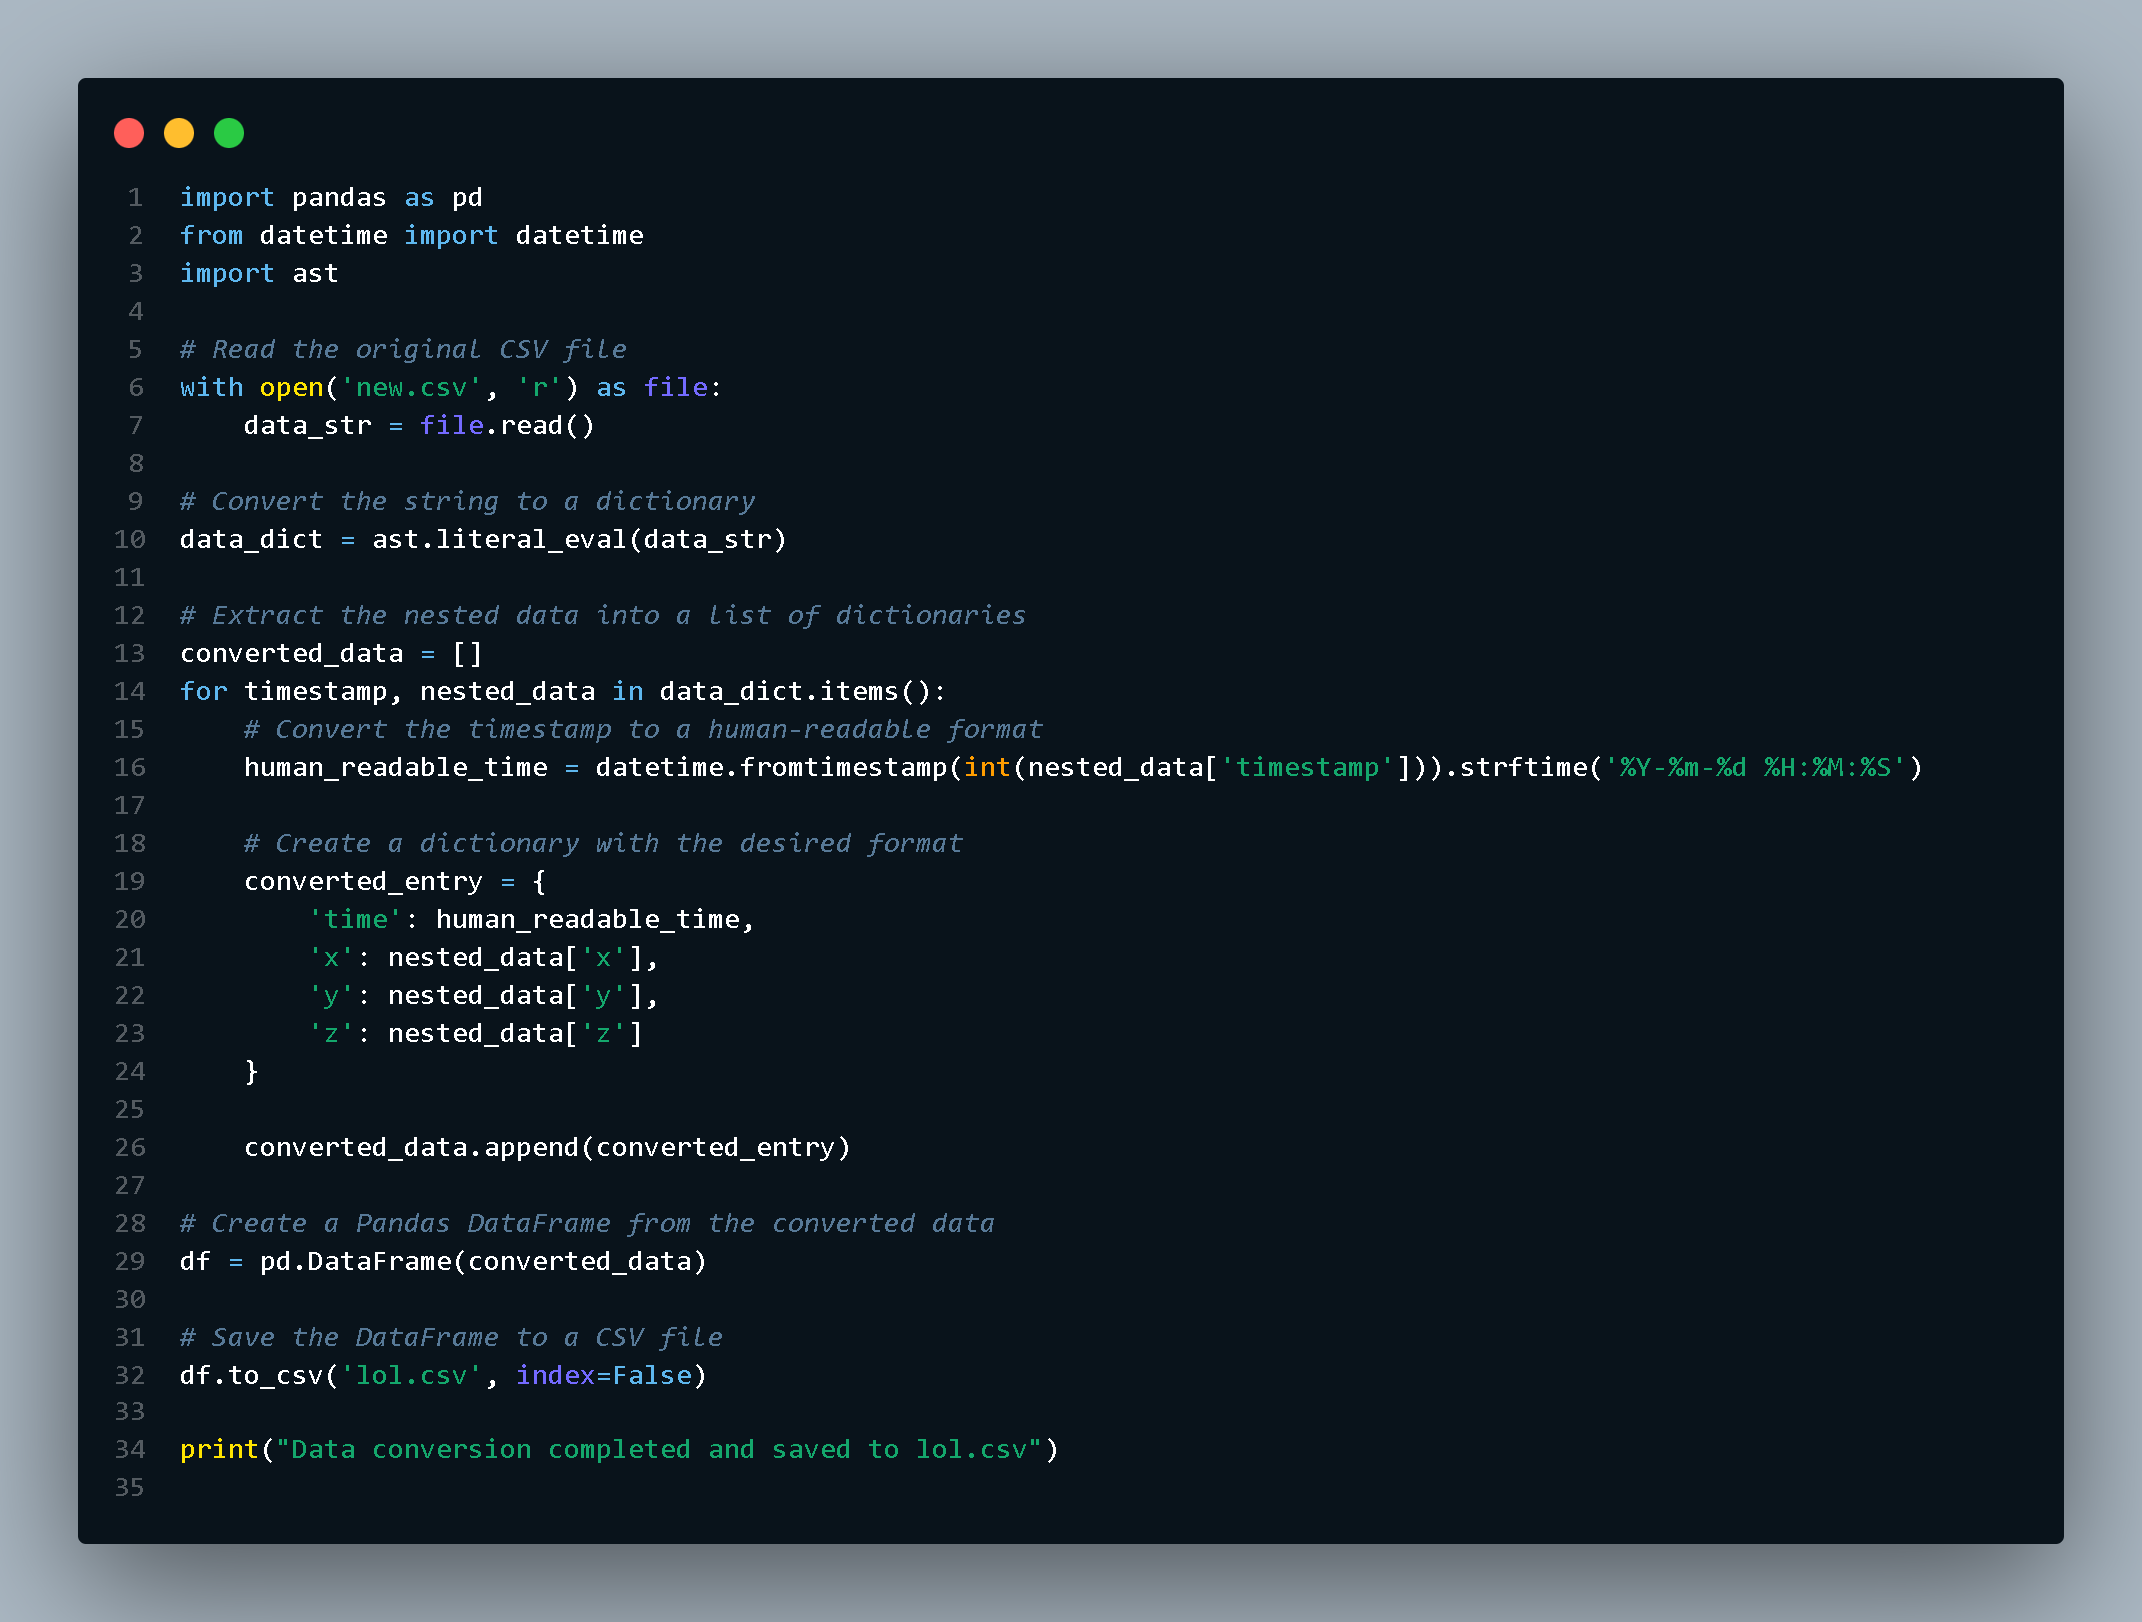 1 import pandas as pd
2 from datetime import datetime
3 import ast
4
5 # Read the original CSV file
6 with open('new.csv', 'r') as file:
7     data_str = file.read()
8
9 # Convert the string to a dictionary
10 data_dict = ast.literal_eval(data_str)
11
12 # Extract the nested data into a list of dictionaries
13 converted_data = []
14 for timestamp, nested_data in data_dict.items():
15     # Convert the timestamp to a human-readable format
16     human_readable_time = datetime.fromtimestamp(int(nested_data['timestamp'])).strftime('%Y-%m-%d %H:%M:%S')
17
18     # Create a dictionary with the desired format
19     converted_entry = {
20         'time': human_readable_time,
21         'x': nested_data['x'],
22         'y': nested_data['y'],
23         'z': nested_data['z']
24     }
25
26     converted_data.append(converted_entry)
27
28 # Create a Pandas DataFrame from the converted data
29 df = pd.DataFrame(converted_data)
30
31 # Save the DataFrame to a CSV file
32 df.to_csv('lol.csv', index=False)
33
34 print("Data conversion completed and saved to lol.csv")
35